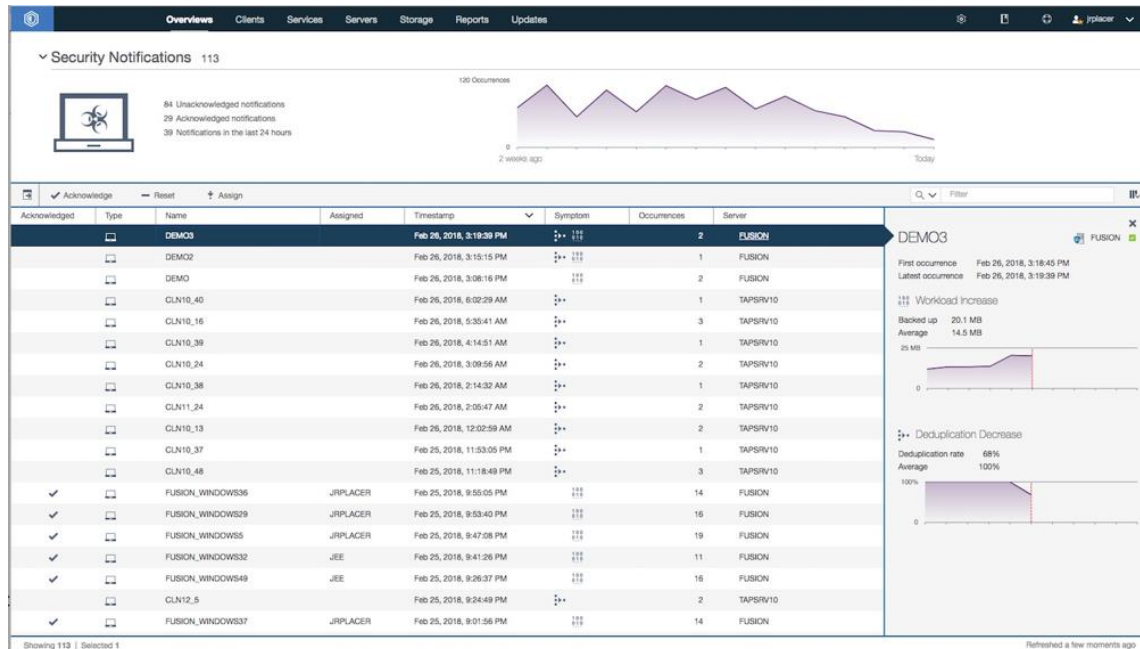 Overviews Clients Services Servers Storage Reports Updates jrplacer
Security Notifications 113
84 Unacknowledged notifications
29 Acknowledged notifications
39 Notifications in the last 24 hours
120 Occurrences
0
2 weeks ago Today
Acknowledge Reset Assign Filter
Acknowledged Type Name Assigned Timestamp Symptom Occurrences Server
DEMO3 Feb 26, 2018, 3:19:39 PM 2 FUSION
DEMO2 Feb 26, 2018, 3:15:15 PM 1 FUSION
DEMO Feb 26, 2018, 3:08:16 PM 2 FUSION
CLN10_40 Feb 26, 2018, 6:02:29 AM 1 TAPSRV10
CLN10_16 Feb 26, 2018, 5:35:41 AM 3 TAPSRV10
CLN10_39 Feb 26, 2018, 4:14:51 AM 1 TAPSRV10
CLN10_24 Feb 26, 2018, 3:09:56 AM 2 TAPSRV10
CLN10_38 Feb 26, 2018, 2:14:32 AM 1 TAPSRV10
CLN11_24 Feb 26, 2018, 2:05:47 AM 2 TAPSRV10
CLN10_13 Feb 26, 2018, 12:02:59 AM 2 TAPSRV10
CLN10_37 Feb 25, 2018, 11:53:05 PM 1 TAPSRV10
CLN10_48 Feb 25, 2018, 11:18:49 PM 3 TAPSRV10
FUSION_WINDOWS36 JRPLACER Feb 25, 2018, 9:55:05 PM 14 FUSION
FUSION_WINDOWS29 JRPLACER Feb 25, 2018, 9:53:40 PM 16 FUSION
FUSION_WINDOWS5 JRPLACER Feb 25, 2018, 9:47:08 PM 19 FUSION
FUSION_WINDOWS32 JEE Feb 25, 2018, 9:41:26 PM 11 FUSION
FUSION_WINDOWS49 JEE Feb 25, 2018, 9:26:37 PM 16 FUSION
CLN12_5 Feb 25, 2018, 9:24:49 PM 2 TAPSRV10
FUSION_WINDOWS37 JRPLACER Feb 25, 2018, 9:01:56 PM 14 FUSION
DEMO3 FUSION
First occurrence Feb 26, 2018, 3:18:45 PM
Latest occurrence Feb 26, 2018, 3:19:39 PM
Workload Increase
Backed up 20.1 MB
Average 14.5 MB
25 MB
0
Deduplication Decrease
Deduplication rate 68%
Average 100%
100%
0
Showing 113 | Selected 1 Refreshed a few moments ago